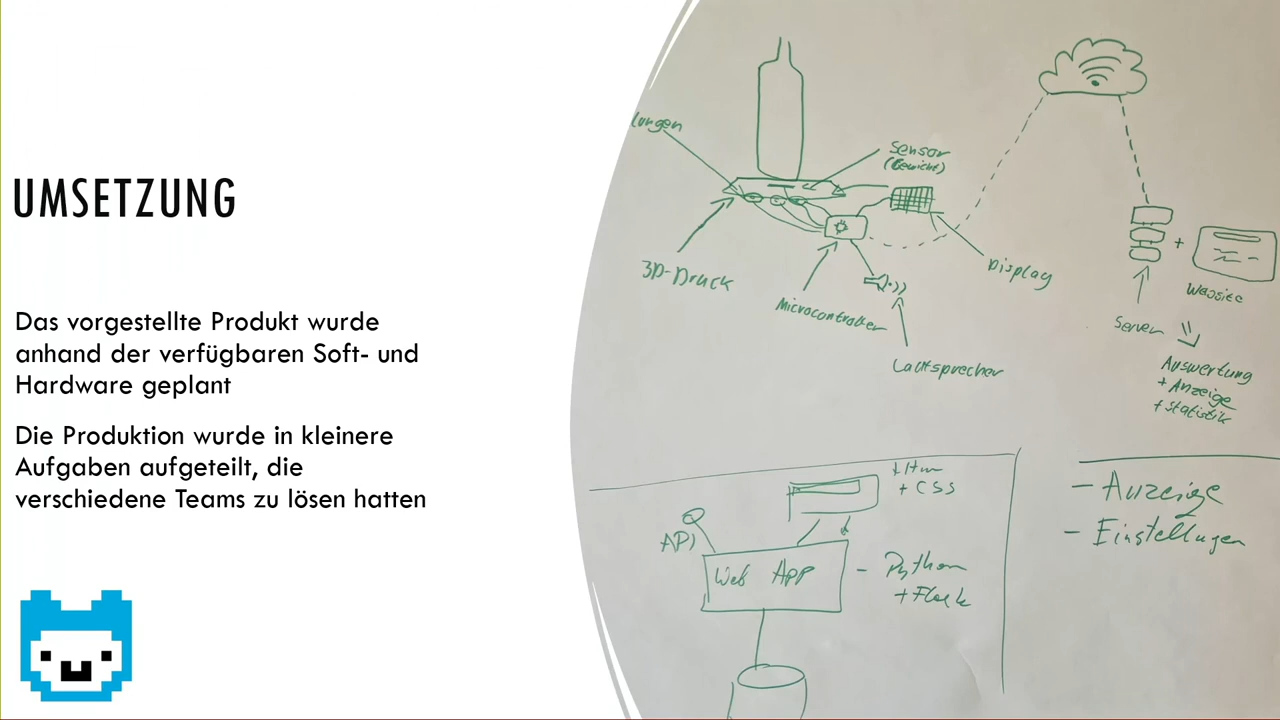 UMSETZUNG
Das vorgestellte Produkt wurde
anhand der verfügbaren Soft- und
Hardware geplant
Die Produktion wurde in kleinere
Aufgaben aufgeteilt, die
verschiedene Teams zu lösen hatten
Sensor
(Gewicht)
3D-Druck
Microcontroller
Display
Lautsprecher
+
Website
Server
Auswertung
+ Anzeige
+ Statistik
+ CSS
API
Web App
- Python
+ Flask
- Anzeige
- Einstellungen